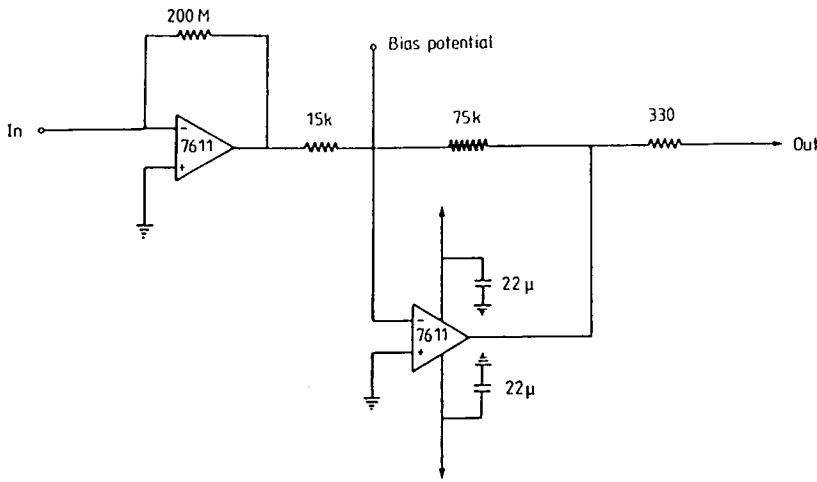 200 M
Bias potential
In
-
7611
+
15k
75k
330
Out
22 µ
-
7611
+
22 µ